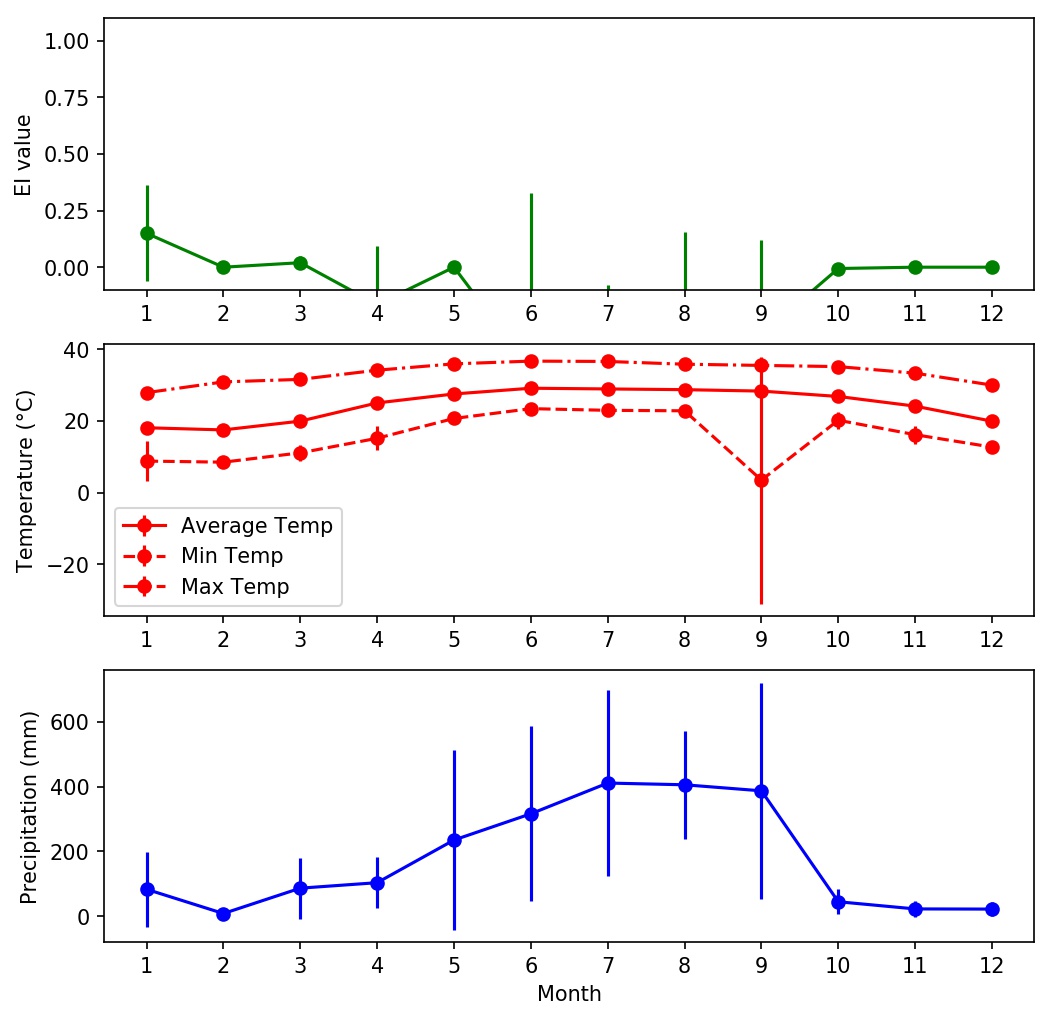 1.00
0.75
0.50
0.25
0.00
EI value
1 2 3 4 5 6 7 8 9 10 11 12
40
20
0
−20
Temperature (°C)
Average Temp
Min Temp
Max Temp
1 2 3 4 5 6 7 8 9 10 11 12
600
400
200
0
Precipitation (mm)
1 2 3 4 5 6 7 8 9 10 11 12
Month